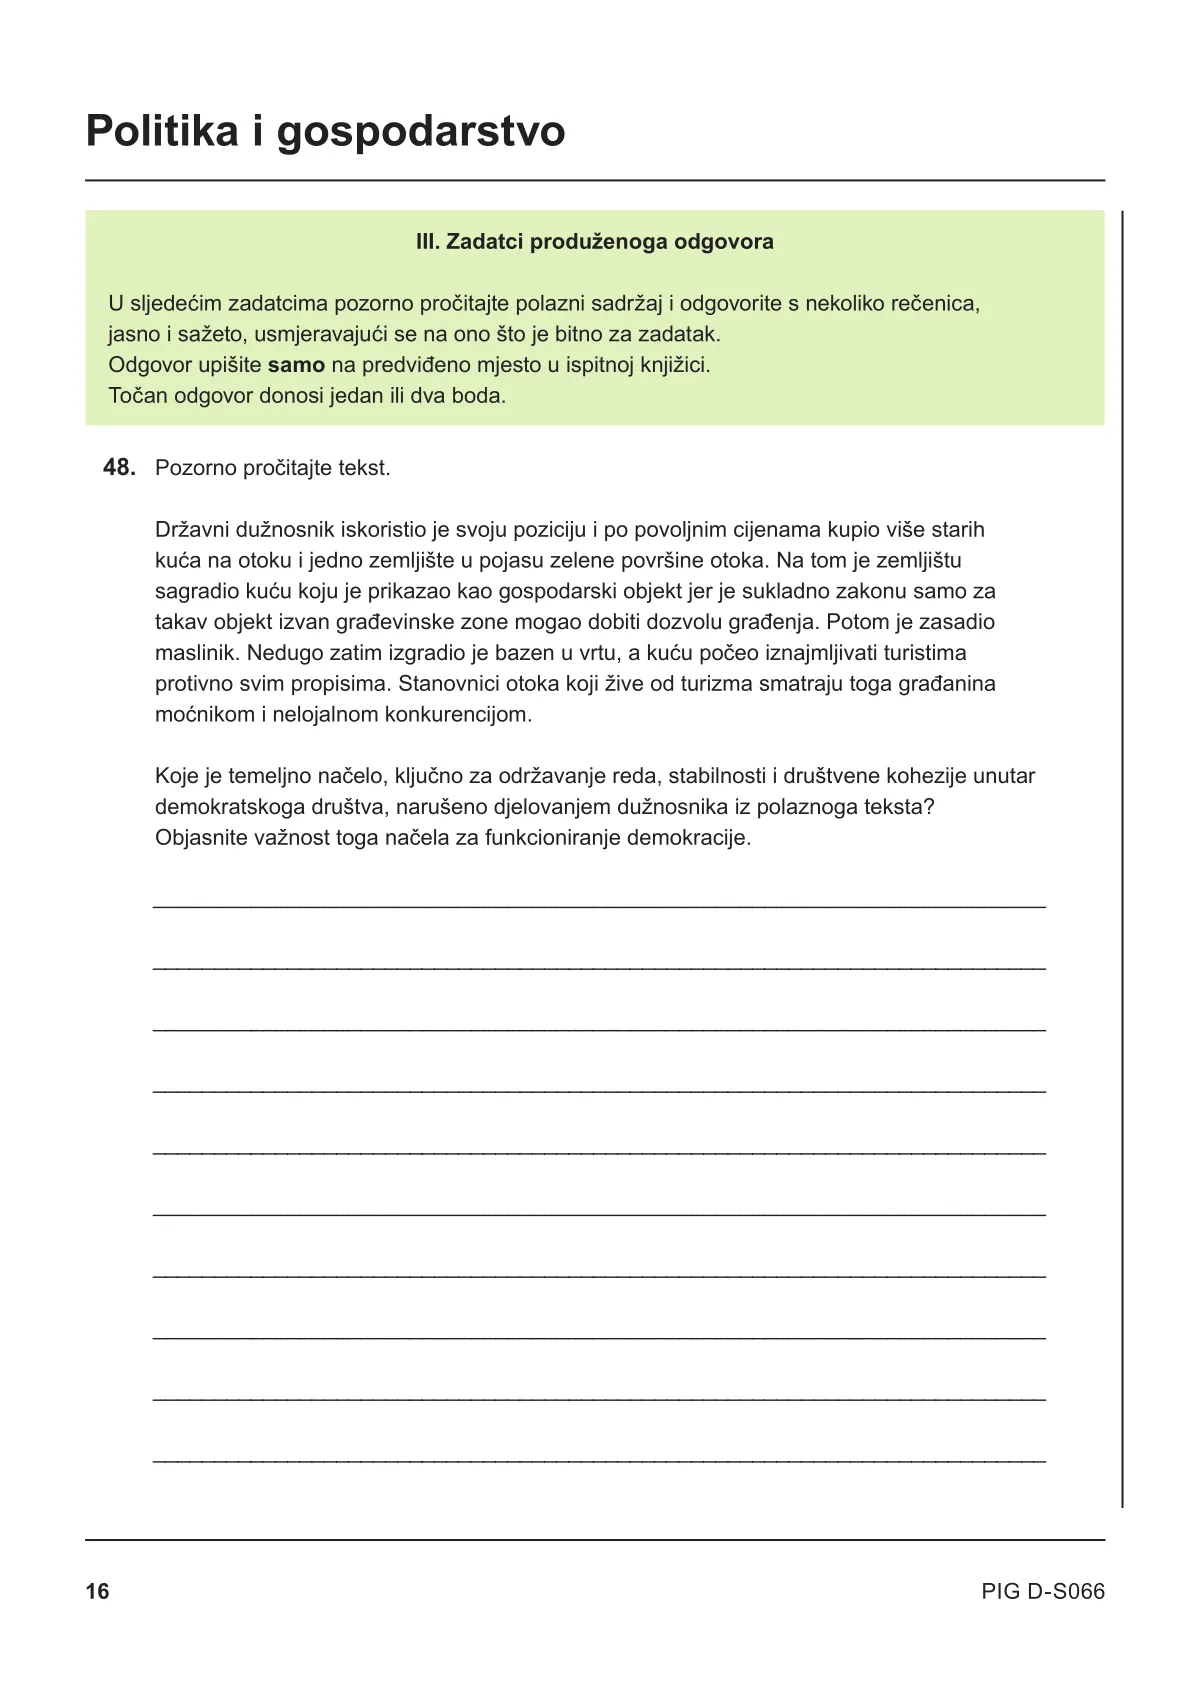 Politika i gospodarstvo
III. Zadatci produženoga odgovora
U sljedećim zadatcima pozorno pročitajte polazni sadržaj i odgovorite s nekoliko rečenica,
jasno i sažeto, usmjeravajući se na ono što je bitno za zadatak.
Odgovor upišite samo na predviđeno mjesto u ispitnoj knjižici.
Točan odgovor donosi jedan ili dva boda.
48. Pozorno pročitajte tekst.
Državni dužnosnik iskoristio je svoju poziciju i po povoljnim cijenama kupio više starih
kuća na otoku i jedno zemljište u pojasu zelene površine otoka. Na tom je zemljištu
sagradio kuću koju je prikazao kao gospodarski objekt jer je sukladno zakonu samo za
takav objekt izvan građevinske zone mogao dobiti dozvolu građenja. Potom je zasadio
maslinik. Nedugo zatim izgradio je bazen u vrtu, a kuću počeo iznajmljivati turistima
protivno svim propisima. Stanovnici otoka koji žive od turizma smatraju toga građanina
moćnikom i nelojalnom konkurencijom.
Koje je temeljno načelo, ključno za održavanje reda, stabilnosti i društvene kohezije unutar
demokratskoga društva, narušeno djelovanjem dužnosnika iz polaznoga teksta?
Objasnite važnost toga načela za funkcioniranje demokracije.
16
PIG D-S066